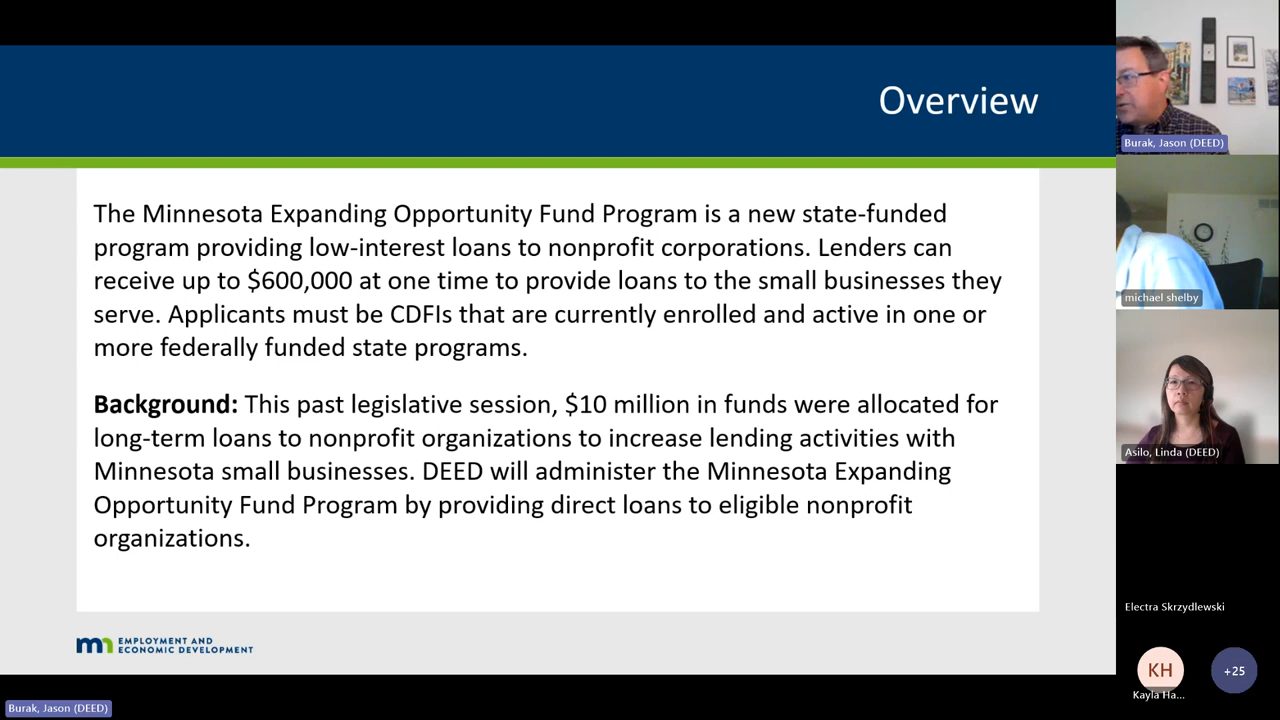 Overview
The Minnesota Expanding Opportunity Fund Program is a new state-funded
program providing low-interest loans to nonprofit corporations. Lenders can
receive up to $600,000 at one time to provide loans to the small businesses they
serve. Applicants must be CDFIs that are currently enrolled and active in one or
more federally funded state programs.
Background: This past legislative session, $10 million in funds were allocated for
long-term loans to nonprofit organizations to increase lending activities with
Minnesota small businesses. DEED will administer the Minnesota Expanding
Opportunity Fund Program by providing direct loans to eligible nonprofit
organizations.
mn EMPLOYMENT AND
ECONOMIC DEVELOPMENT
Burak, Jason (DEED)
Burak, Jason (DEED)
michael shelby
Asilo, Linda (DEED)
Electra Skrzydlewski
KH
Kayla Ha...
+25